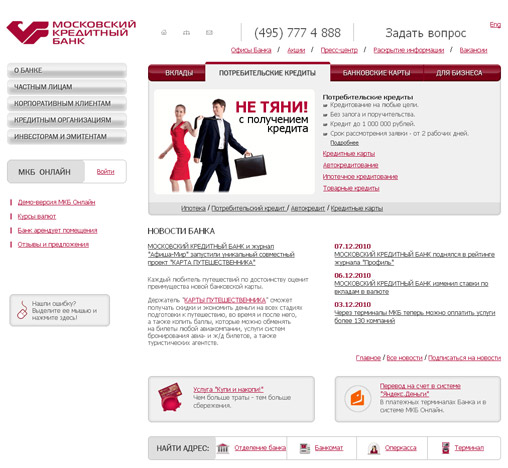 МОСКОВСКИЙ
КРЕДИТНЫЙ
БАНК
(495) 777 4 888
Задать вопрос
Eng
Офисы Банка / Акции / Пресс-центр / Раскрытие информации / Вакансии
О БАНКЕ
ЧАСТНЫМ ЛИЦАМ
КОРПОРАТИВНЫМ КЛИЕНТАМ
КРЕДИТНЫМ ОРГАНИЗАЦИЯМ
ИНВЕСТОРАМ И ЭМИТЕНТАМ
МКБ ОНЛАЙН Войти
Демо-версия МКБ Онлайн
Курсы валют
Банк арендует помещения
Отзывы и предложения
Нашли ошибку?
Выделите ее мышью и
нажмите здесь!
ВКЛАДЫ ПОТРЕБИТЕЛЬСКИЕ КРЕДИТЫ БАНКОВСКИЕ КАРТЫ ДЛЯ БИЗНЕСА
НЕ ТЯНИ!
с получением
кредита
Потребительские кредиты
Кредитование на любые цели.
Без залога и поручительства.
Кредит до 1 000 000 рублей.
Срок рассмотрения заявки - от 2 рабочих дней.
Подробнее
Кредитные карты
Автокредитование
Ипотечное кредитование
Товарные кредиты
Ипотека / Потребительский кредит / Автокредит / Кредитные карты
НОВОСТИ БАНКА
МОСКОВСКИЙ КРЕДИТНЫЙ БАНК и журнал
"Афиша-Мир" запустили уникальный совместный
проект "КАРТА ПУТЕШЕСТВЕННИКА"
Каждый любитель путешествий по достоинству оценит
преимущества новой банковской карты.
Держатель "КАРТЫ ПУТЕШЕСТВЕННИКА" сможет
получать скидки и экономить деньги на всех стадиях
подготовки к путешествию, во время и после него,
а также копить баллы, которые можно обменять
на билеты любой авиакомпании, услуги систем
бронирования авиа- и ж/д билетов, а также
туристических агентств.
07.12.2010
МОСКОВСКИЙ КРЕДИТНЫЙ БАНК поднялся в рейтинге
журнала "Профиль"
06.12.2010
МОСКОВСКИЙ КРЕДИТНЫЙ БАНК изменил ставки по
вкладам в валюте
03.12.2010
Через терминалы МКБ теперь можно оплатить услуги
более 130 компаний
Главное / Все новости / Подписаться на новости
Услуга "Купи и накопи!"
Чем больше траты - тем больше
сбережения.
Перевод на счет в системе
"Яндекс.Деньги"
В платежных терминалах Банка и в
системе МКБ Онлайн.
НАЙТИ АДРЕС: Отделение банка Банкомат Оперкасса Терминал